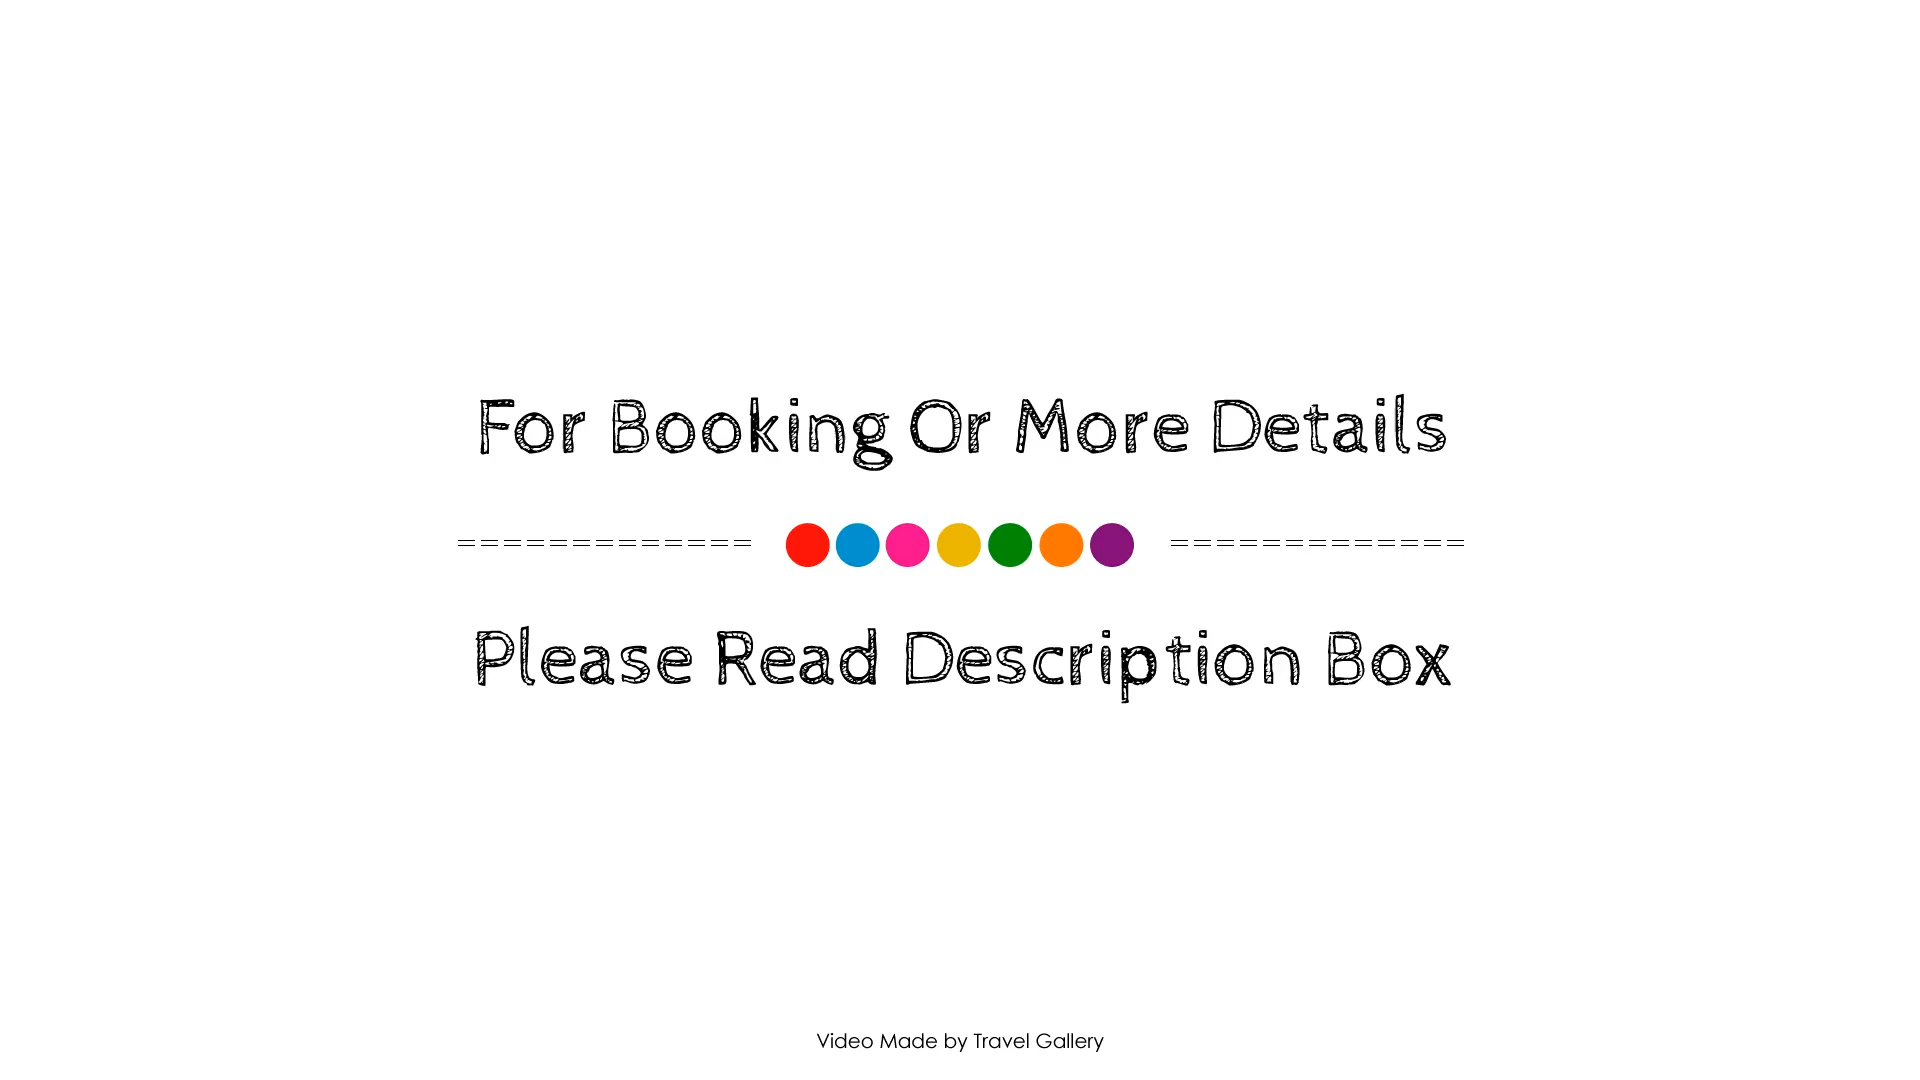 For Booking Or More Details
============= =============
Please Read Description Box
Video Made by Travel Gallery